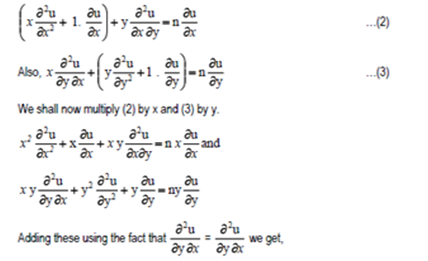 (x ∂²u/∂x² + 1. ∂u/∂x) + y ∂²u/∂x ∂y = n ∂u/∂x ...(2)
Also, x ∂²u/∂y ∂x + (y ∂²u/∂y² + 1 . ∂u/∂y) = n ∂u/∂y ...(3)
We shall now multiply (2) by x and (3) by y.
x² ∂²u/∂x² + x ∂u/∂x + x y ∂²u/∂x∂y = n x ∂u/∂x and
x y ∂²u/∂y ∂x + y² ∂²u/∂y² + y ∂u/∂y = ny ∂u/∂y
Adding these using the fact that ∂²u/∂y ∂x = ∂²u/∂y ∂x we get,